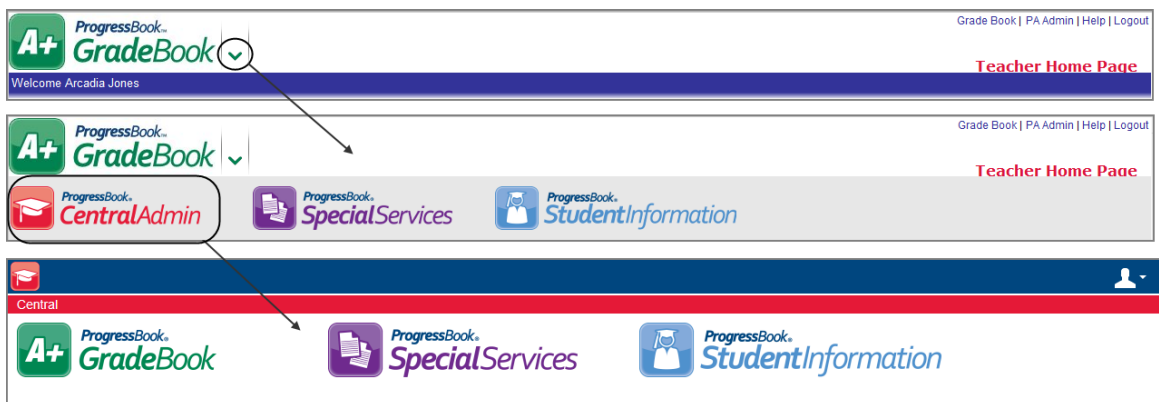 Grade Book | PA Admin | Help | Logout
A+ ProgressBook
GradeBook
Teacher Home Page
Welcome Arcadia Jones
Grade Book | PA Admin | Help | Logout
A+ ProgressBook
GradeBook
Teacher Home Page
ProgressBook. ProgressBook. ProgressBook.
CentralAdmin SpecialServices StudentInformation
Central
A+ ProgressBook. ProgressBook. ProgressBook.
GradeBook SpecialServices StudentInformation